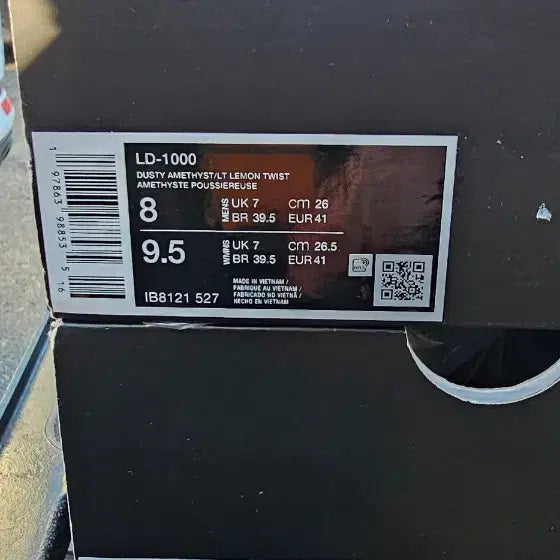 LD-1000
DUSTY AMETHYST/LT LEMON TWIST
AMETHYSTE POUSSIEREUSE
8 MENS UK 7 cm 26
BR 39.5 EUR 41
9.5 WMNS UK 7 cm 26.5
BR 39.5 EUR 41
IB8121 527
MADE IN VIETNAM /
FABRIQUÉ AU VIETNAM /
FABRICADO NO VIETNÃ /
HECHO EN VIETNAM
1 97863 98853 5 16